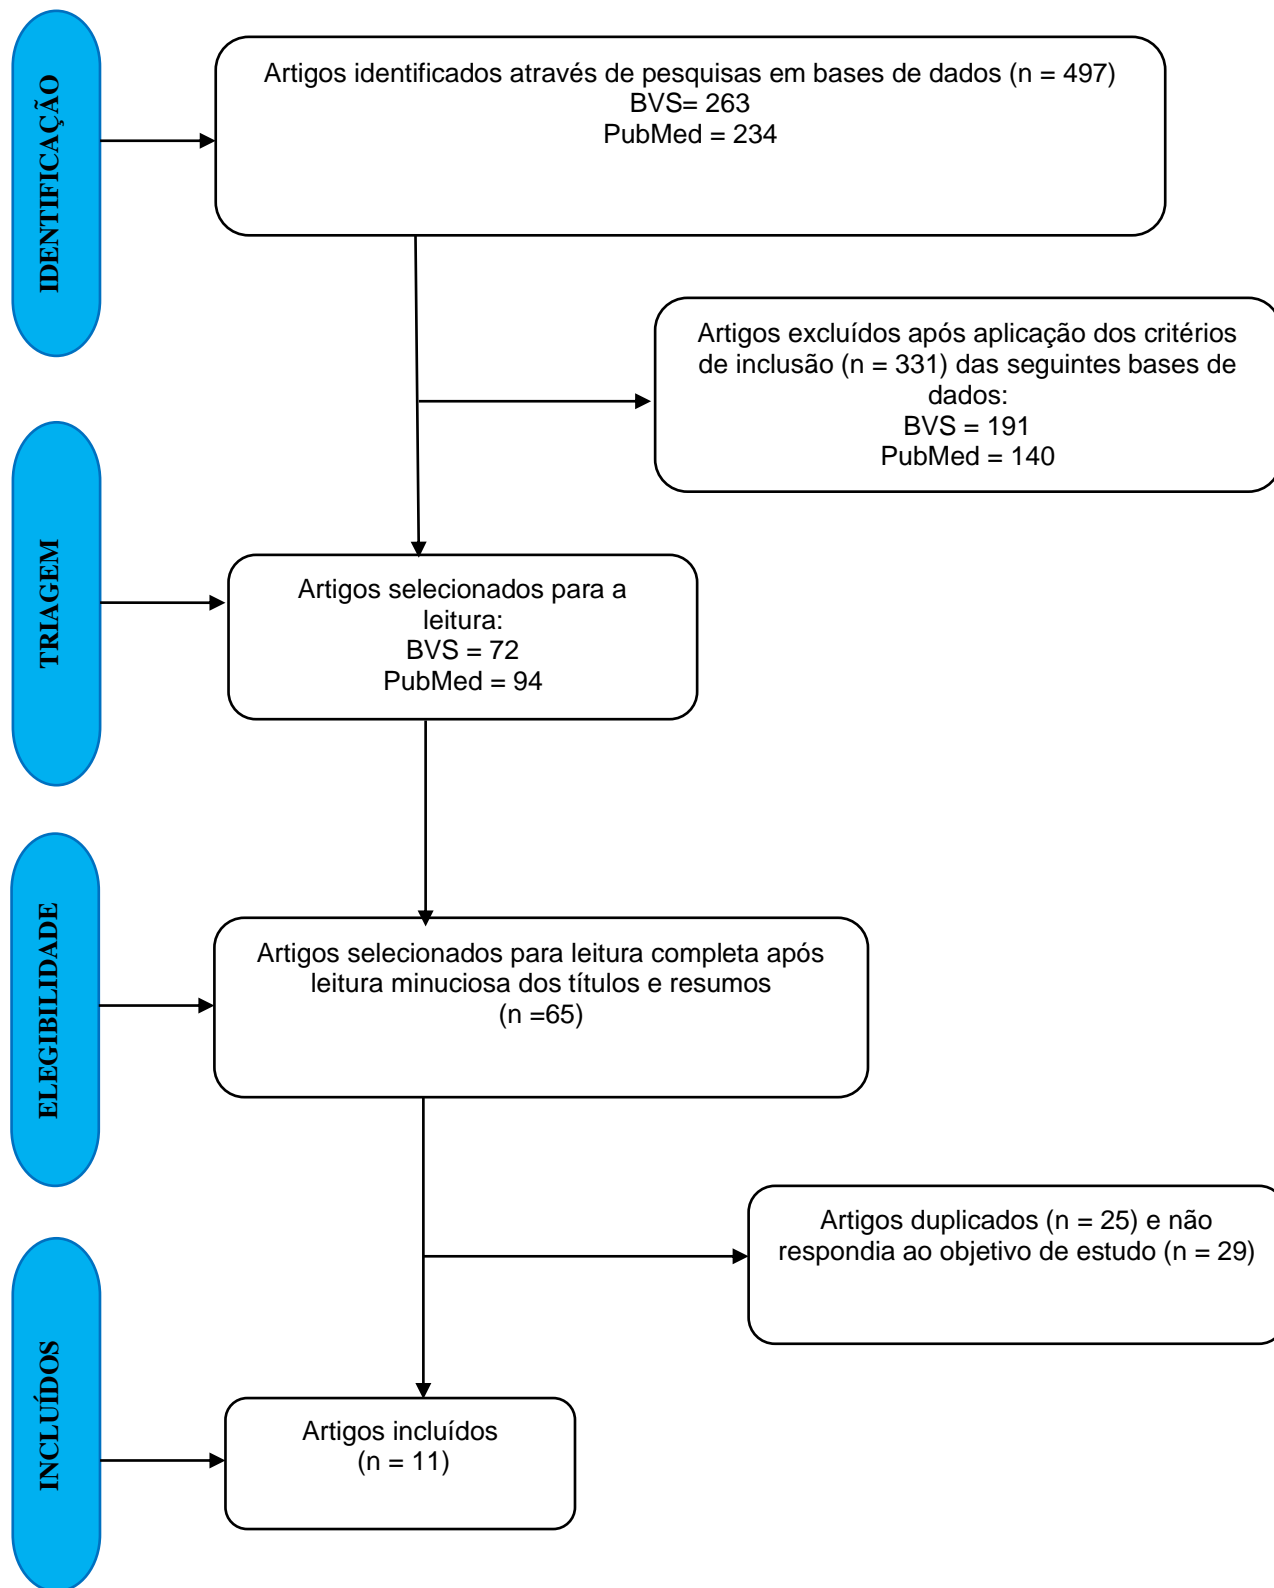 IDENTIFICAÇÃO
Artigos identificados através de pesquisas em bases de dados (n = 497)
BVS= 263
PubMed = 234
Artigos excluídos após aplicação dos critérios
de inclusão (n = 331) das seguintes bases de
dados:
BVS = 191
PubMed = 140
TRIAGEM
Artigos selecionados para a
leitura:
BVS = 72
PubMed = 94
ELEGIBILIDADE
Artigos selecionados para leitura completa após
leitura minuciosa dos títulos e resumos
(n =65)
Artigos duplicados (n = 25) e não
respondia ao objetivo de estudo (n = 29)
INCLUÍDOS
Artigos incluídos
(n = 11)